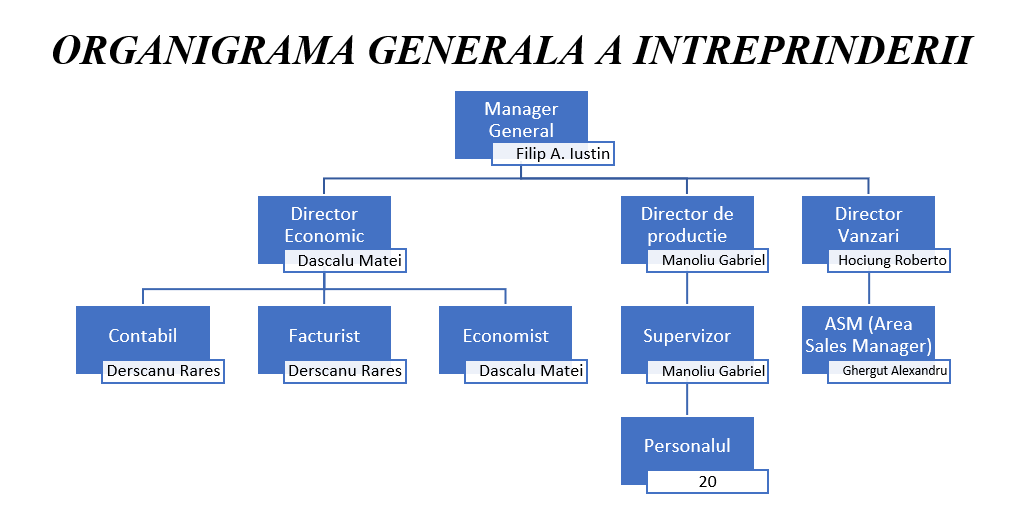 ORGANIGRAMA GENERALA A INTREPRINDERII
Manager
General
Filip A. Iustin
Director
Economic
Dascalu Matei
Director de
productie
Manoliu Gabriel
Director
Vanzari
Hociung Roberto
Contabil
Derscanu Rares
Facturist
Derscanu Rares
Economist
Dascalu Matei
Supervizor
Manoliu Gabriel
ASM (Area
Sales Manager)
Ghergut Alexandru
Personalul
20